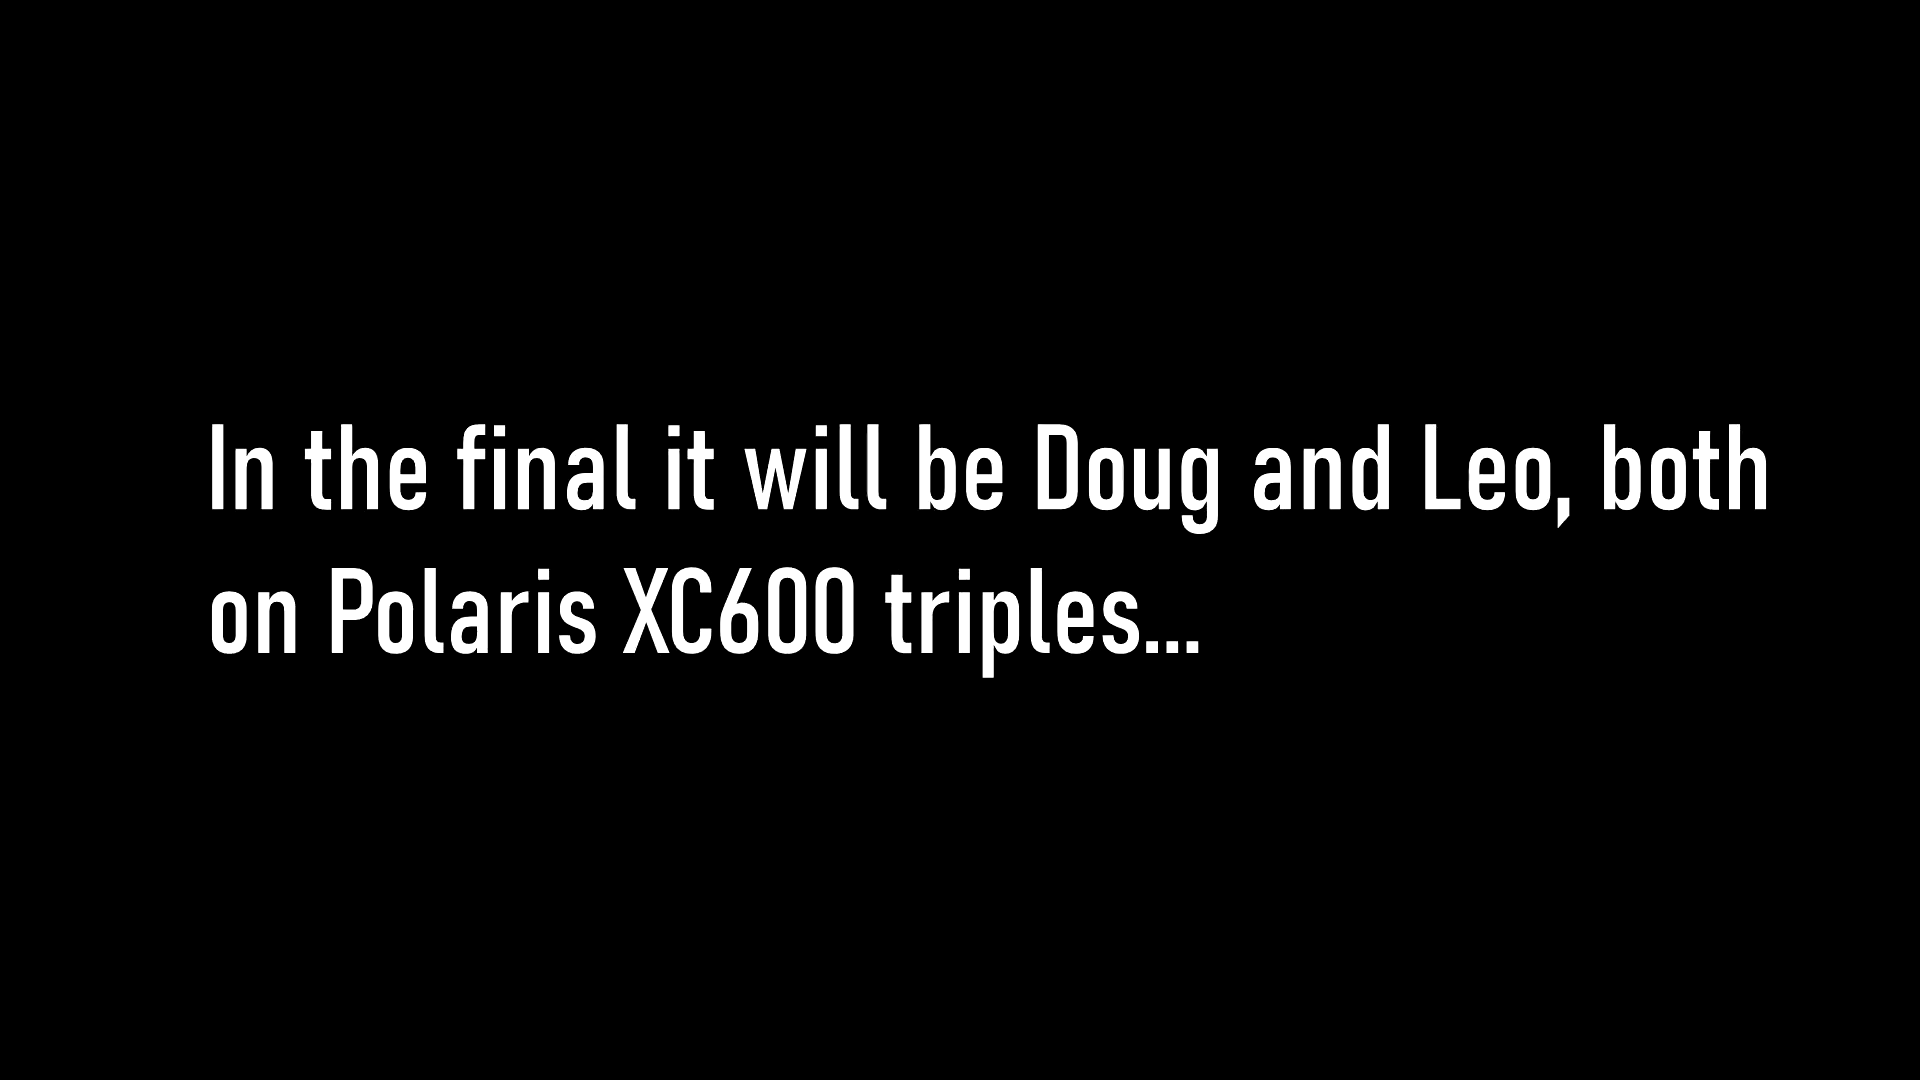 In the final it will be Doug and Leo, both
on Polaris XC600 triples...